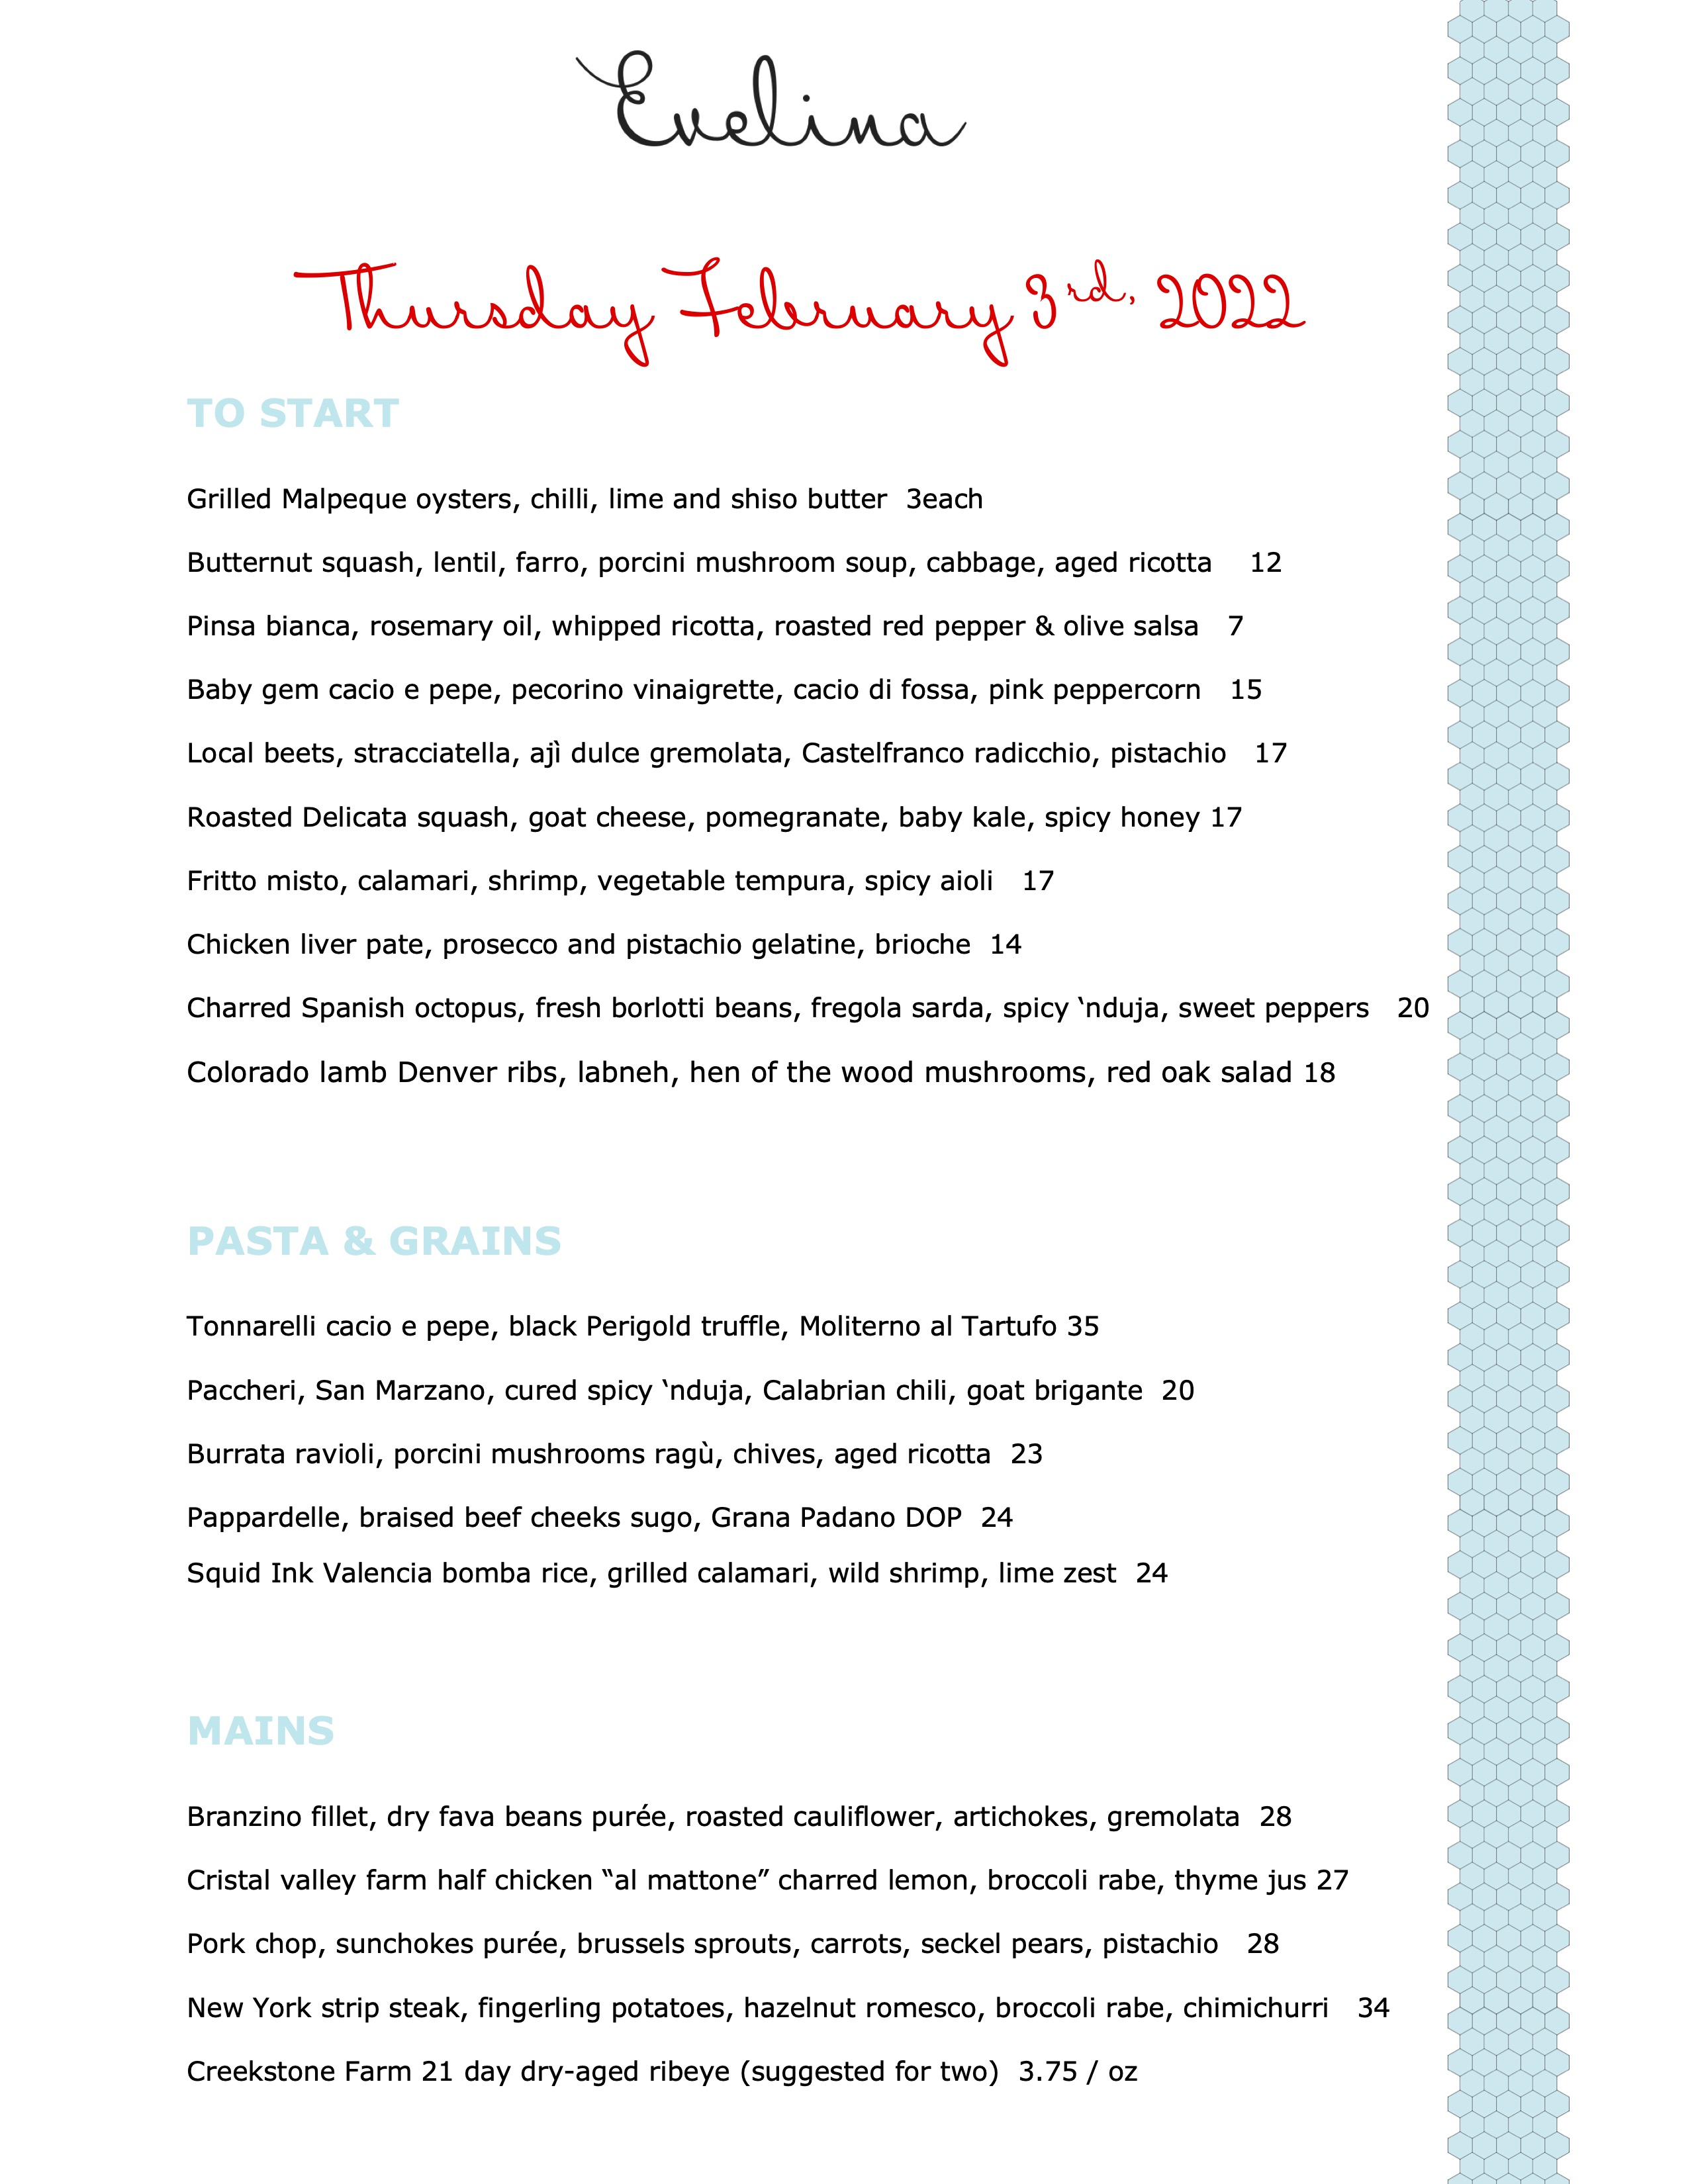 Evelina
Thursday February 3rd, 2022
TO START
Grilled Malpeque oysters, chilli, lime and shiso butter 3each
Butternut squash, lentil, farro, porcini mushroom soup, cabbage, aged ricotta 12
Pinsa bianca, rosemary oil, whipped ricotta, roasted red pepper & olive salsa 7
Baby gem cacio e pepe, pecorino vinaigrette, cacio di fossa, pink peppercorn 15
Local beets, stracciatella, ajì dulce gremolata, Castelfranco radicchio, pistachio 17
Roasted Delicata squash, goat cheese, pomegranate, baby kale, spicy honey 17
Fritto misto, calamari, shrimp, vegetable tempura, spicy aioli 17
Chicken liver pate, prosecco and pistachio gelatine, brioche 14
Charred Spanish octopus, fresh borlotti beans, fregola sarda, spicy ‘nduja, sweet peppers 20
Colorado lamb Denver ribs, labneh, hen of the wood mushrooms, red oak salad 18
PASTA & GRAINS
Tonnarelli cacio e pepe, black Perigold truffle, Moliterno al Tartufo 35
Paccheri, San Marzano, cured spicy ‘nduja, Calabrian chili, goat brigante 20
Burrata ravioli, porcini mushrooms ragù, chives, aged ricotta 23
Pappardelle, braised beef cheeks sugo, Grana Padano DOP 24
Squid Ink Valencia bomba rice, grilled calamari, wild shrimp, lime zest 24
MAINS
Branzino fillet, dry fava beans purée, roasted cauliflower, artichokes, gremolata 28
Cristal valley farm half chicken “al mattone” charred lemon, broccoli rabe, thyme jus 27
Pork chop, sunchokes purée, brussels sprouts, carrots, seckel pears, pistachio 28
New York strip steak, fingerling potatoes, hazelnut romesco, broccoli rabe, chimichurri 34
Creekstone Farm 21 day dry-aged ribeye (suggested for two) 3.75 / oz